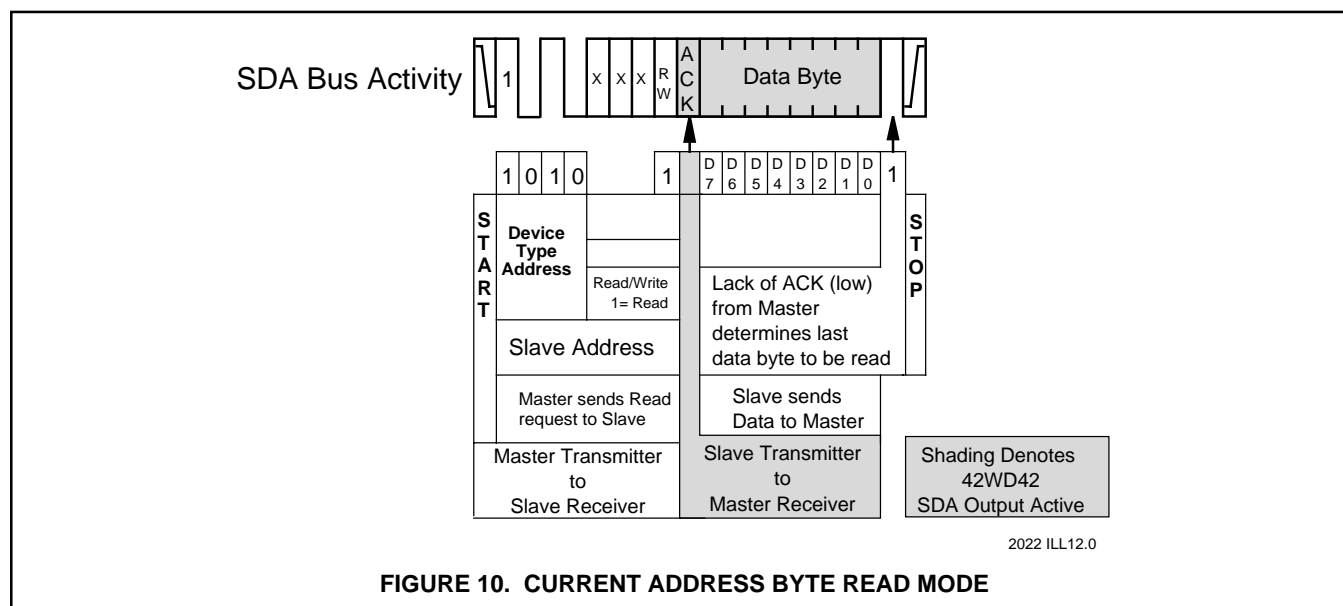 SDA Bus Activity
1
X X X
R
W
A
C
K
Data Byte
1 0 1 0
1
D
7
D
6
D
5
D
4
D
3
D
2
D
1
D
0
1
S
T
A
R
T
Device
Type
Address
Read/Write
1= Read
Lack of ACK (low)
from Master
determines last
data byte to be read
S
T
O
P
Slave Address
Master sends Read
request to Slave
Slave sends
Data to Master
Master Transmitter
to
Slave Receiver
Slave Transmitter
to
Master Receiver
Shading Denotes
42WD42
SDA Output Active
2022 ILL12.0
FIGURE 10. CURRENT ADDRESS BYTE READ MODE